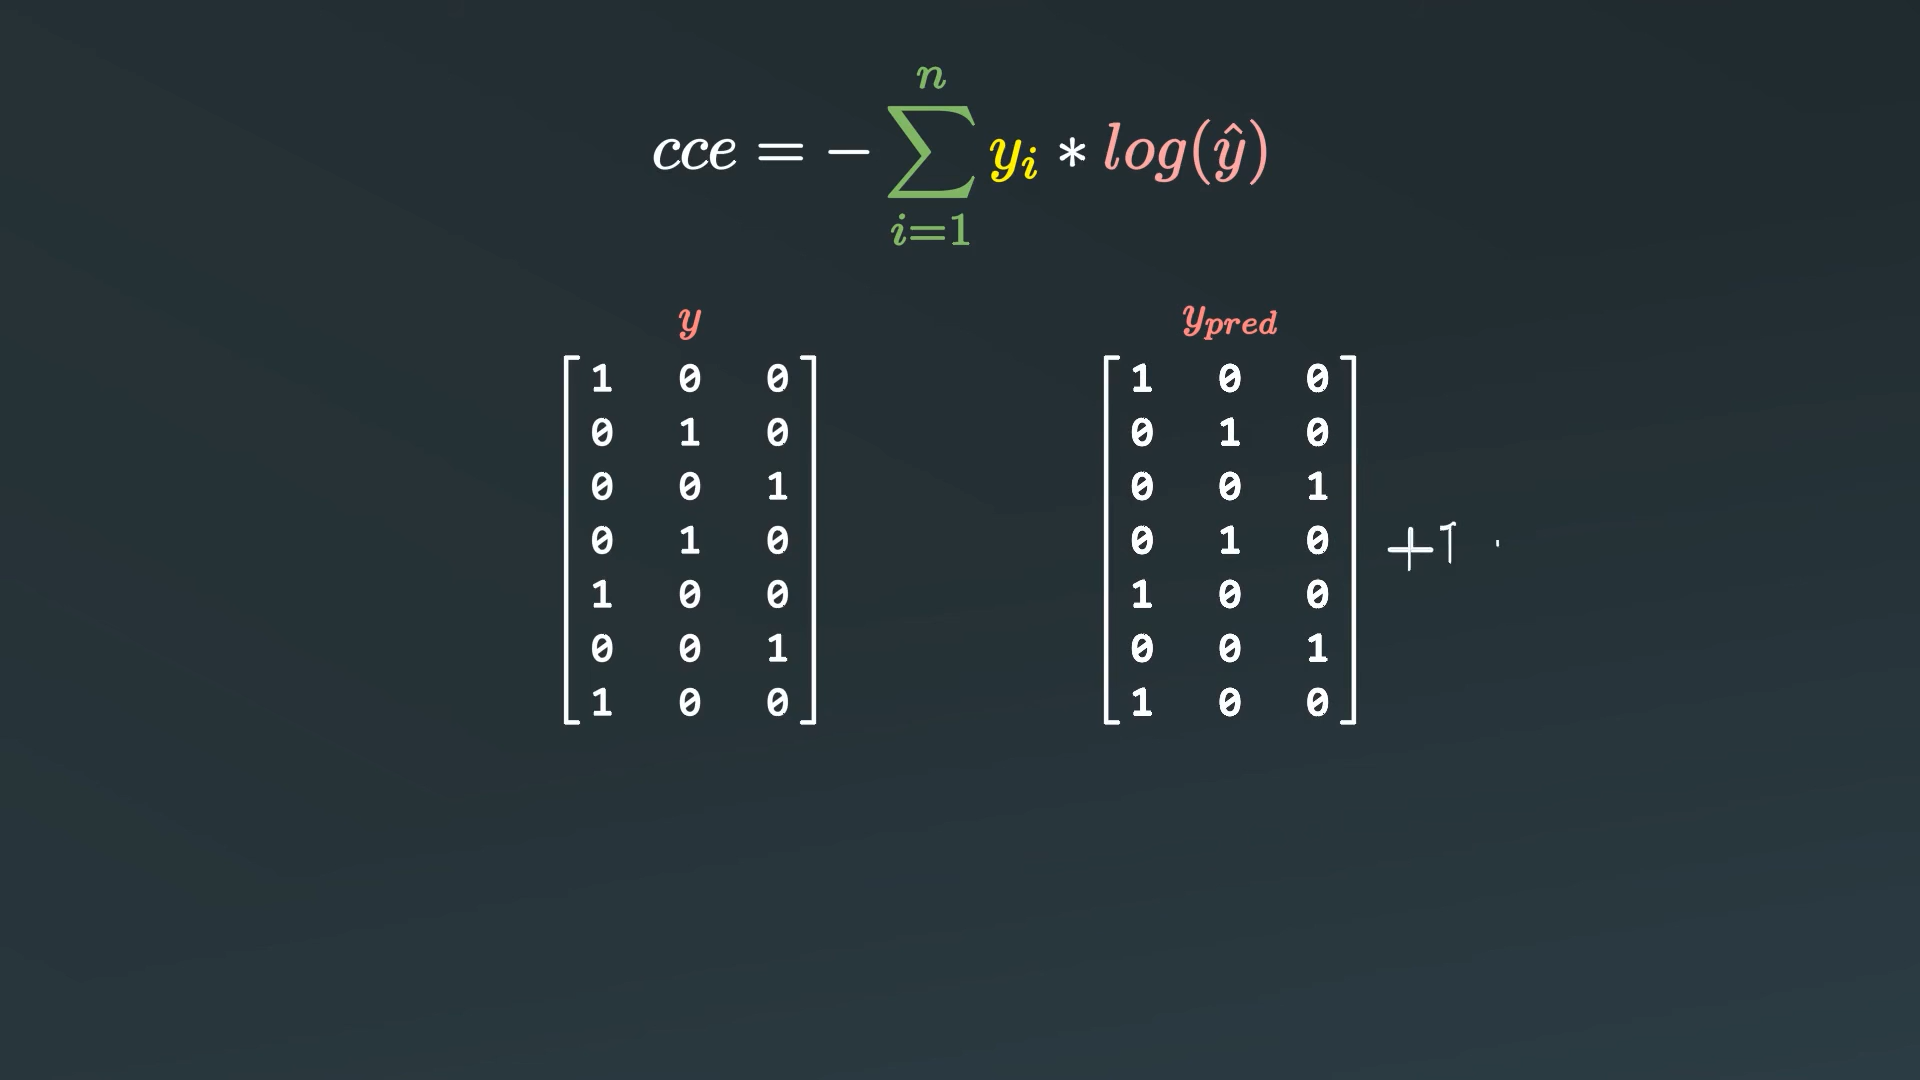 cce = − n ∑ i=1 y_i * log(ŷ)
y y_pred
1 0 0 1 0 0
0 1 0 0 1 0
0 0 1 0 0 1
0 1 0 0 1 0 +1
1 0 0 1 0 0
0 0 1 0 0 1
1 0 0 1 0 0